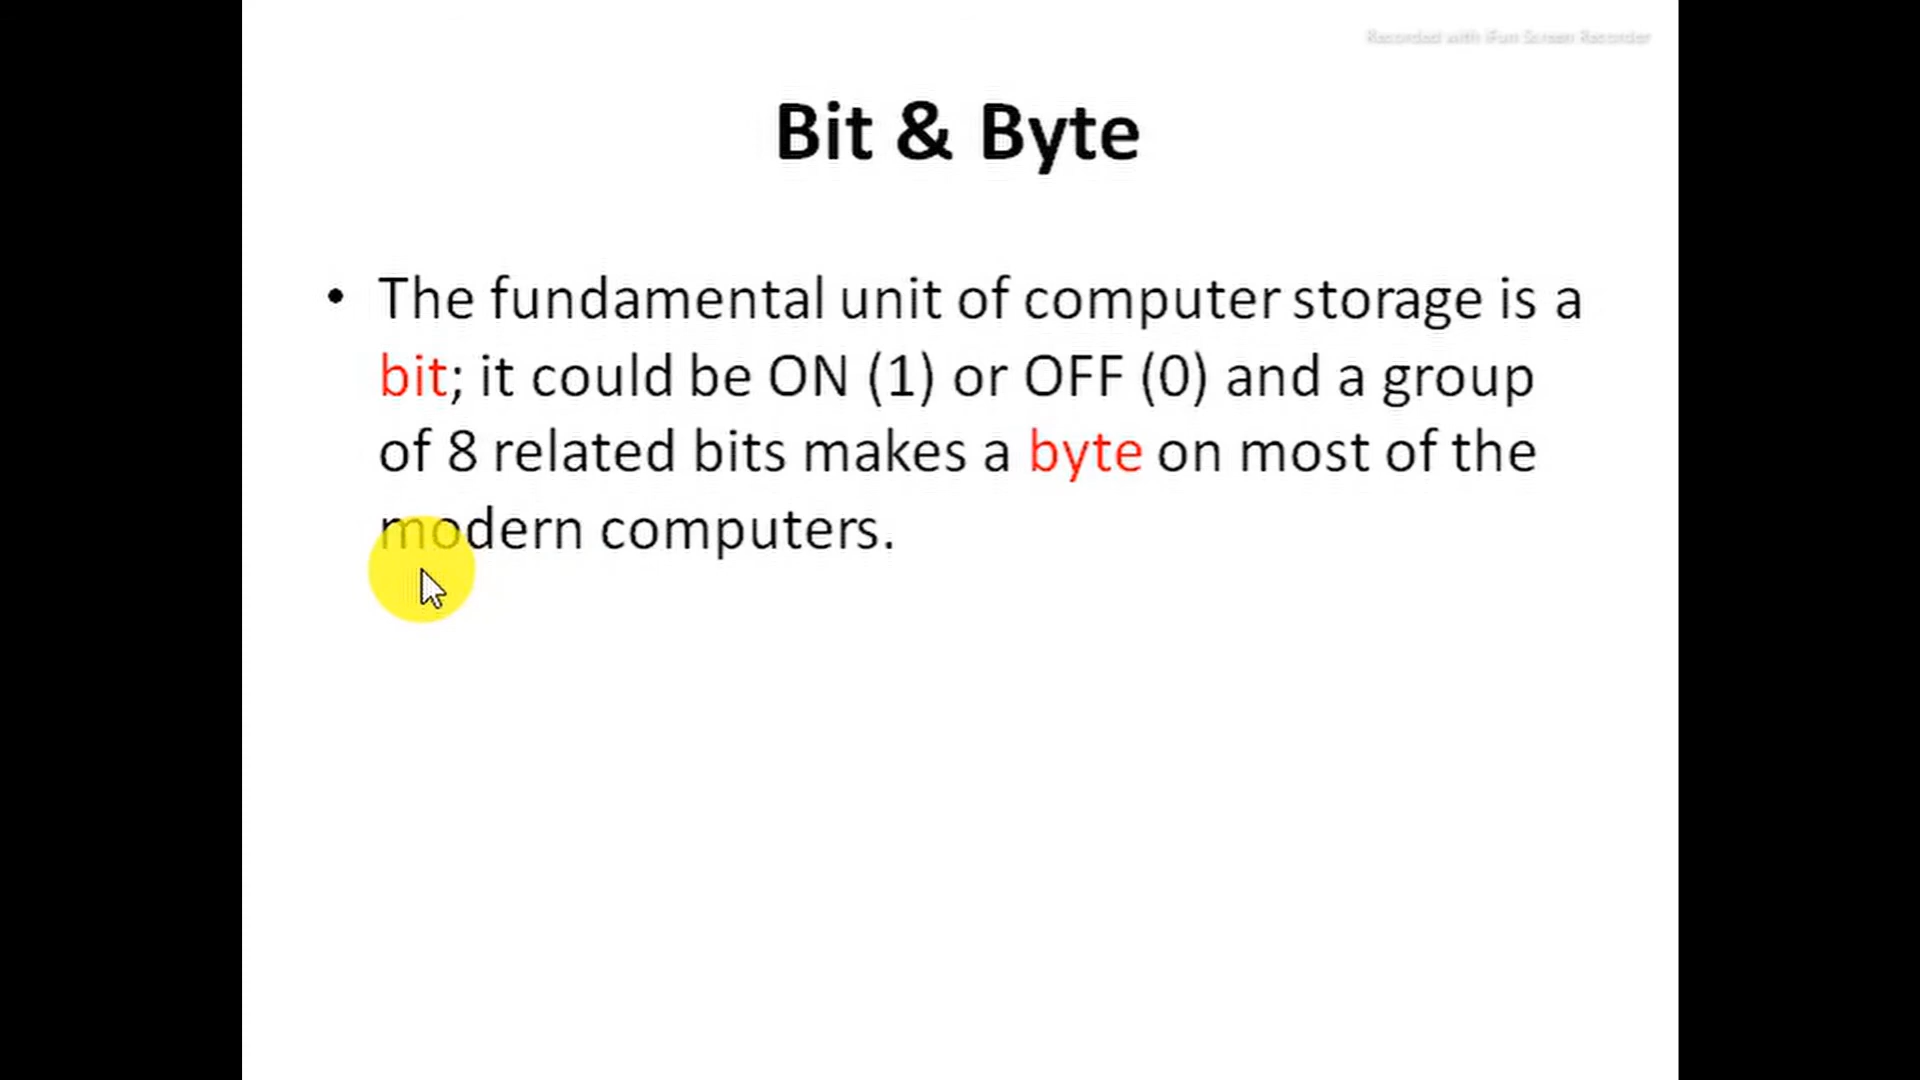 Recorded with iFun Screen Recorder
Bit & Byte
• The fundamental unit of computer storage is a
bit; it could be ON (1) or OFF (0) and a group
of 8 related bits makes a byte on most of the
modern computers.